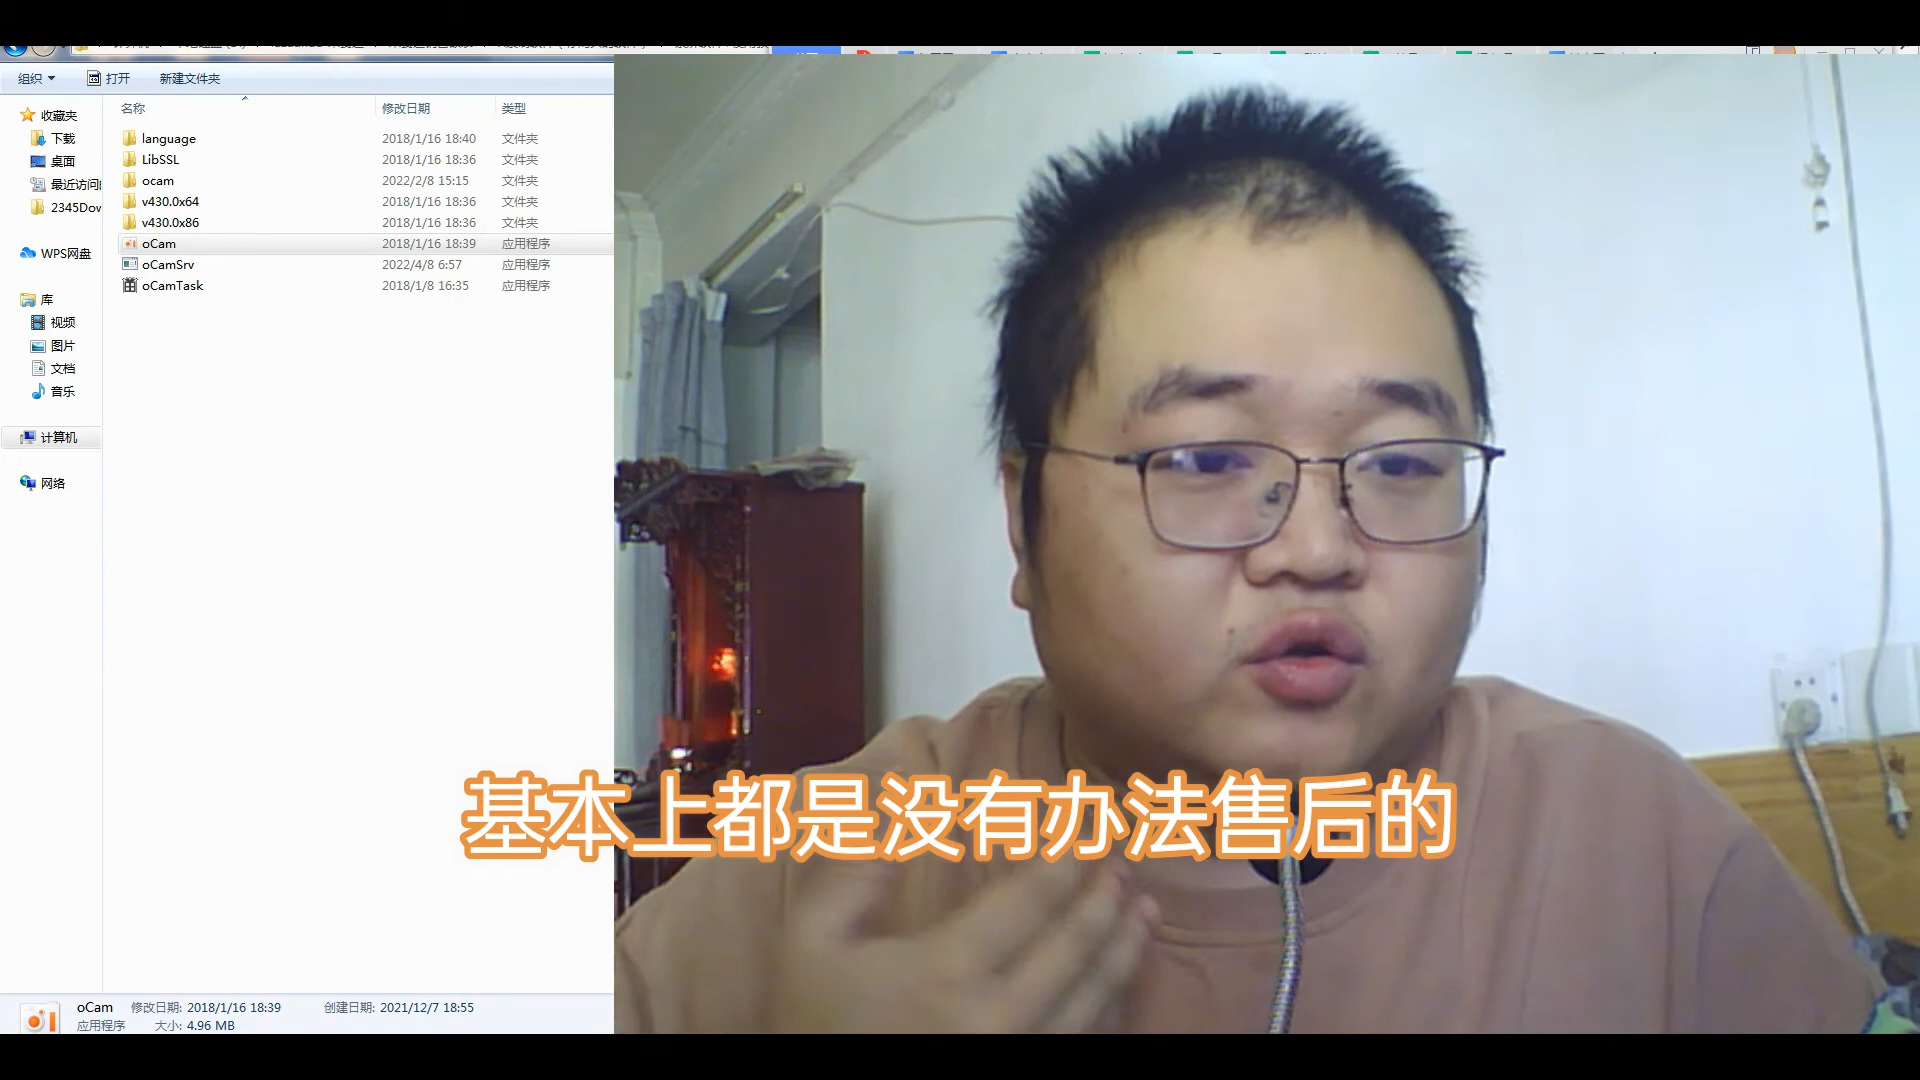 组织 打开 新建文件夹
名称 修改日期 类型
收藏夹
下载
桌面
最近访问
2345Dow
WPS网盘
库
视频
图片
文档
音乐
计算机
网络
language 2018/1/16 18:40 文件夹
LibSSL 2018/1/16 18:36 文件夹
ocam 2022/2/8 15:15 文件夹
v430.0x64 2018/1/16 18:36 文件夹
v430.0x86 2018/1/16 18:36 文件夹
oCam 2018/1/16 18:39 应用程序
oCamSrv 2022/4/8 6:57 应用程序
oCamTask 2018/1/8 16:35 应用程序
基本上都是没有办法售后的
oCam 修改日期: 2018/1/16 18:39 创建日期: 2021/12/7 18:55
应用程序 大小: 4.96 MB